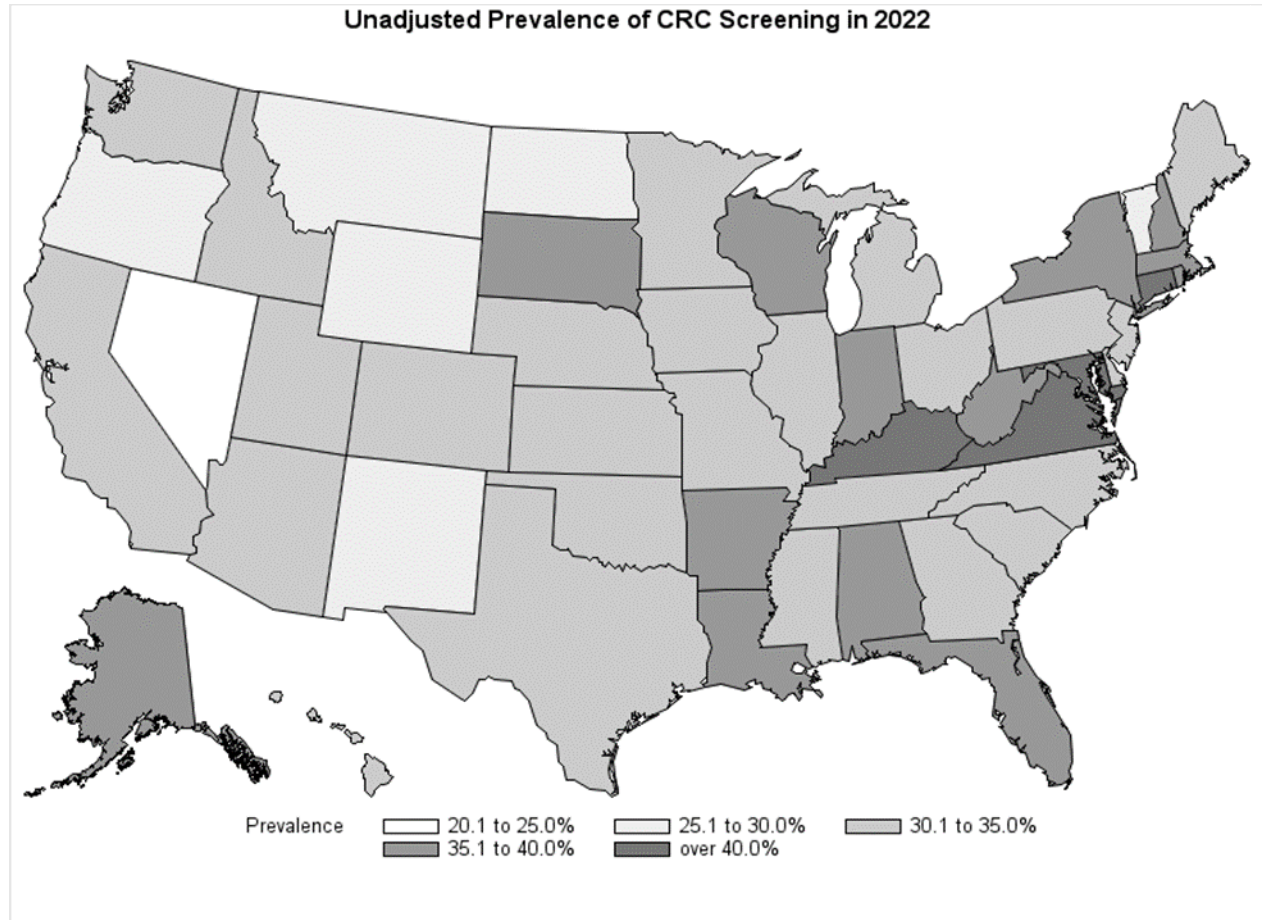 Unadjusted Prevalence of CRC Screening in 2022
Prevalence 20.1 to 25.0% 25.1 to 30.0% 30.1 to 35.0%
35.1 to 40.0% over 40.0%